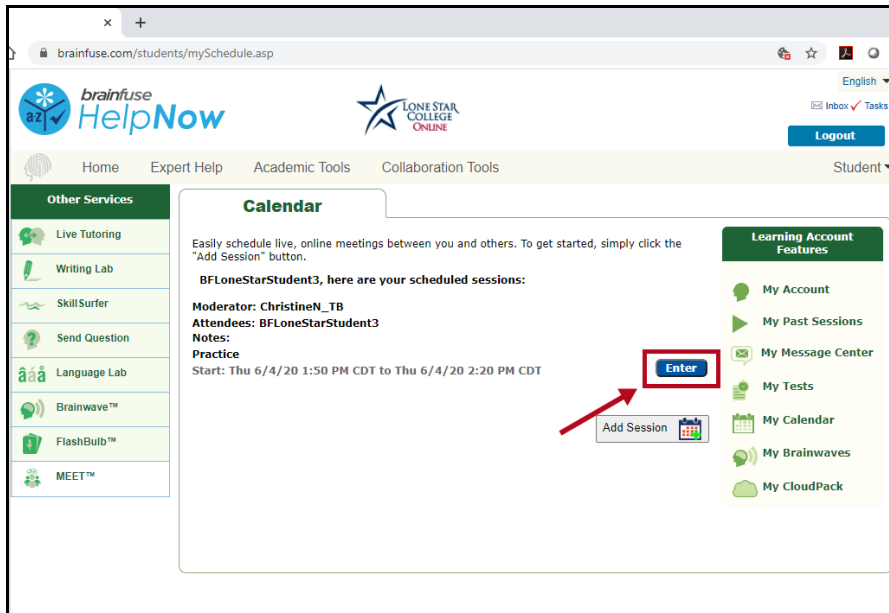 brainfuse.com/students/mySchedule.asp
brainfuse
HelpNow
az
LONE STAR
COLLEGE
ONLINE
English
Inbox Tasks
Logout
Home Expert Help Academic Tools Collaboration Tools Student
Other Services
Live Tutoring
Writing Lab
SkillSurfer
Send Question
âáå Language Lab
Brainwave™
FlashBulb™
MEET™
Calendar
Easily schedule live, online meetings between you and others. To get started, simply click the
"Add Session" button.
BFLoneStarStudent3, here are your scheduled sessions:
Moderator: ChristineN_TB
Attendees: BFLoneStarStudent3
Notes:
Practice
Start: Thu 6/4/20 1:50 PM CDT to Thu 6/4/20 2:20 PM CDT
Enter
Add Session
Learning Account
Features
My Account
My Past Sessions
My Message Center
My Tests
My Calendar
My Brainwaves
My CloudPack